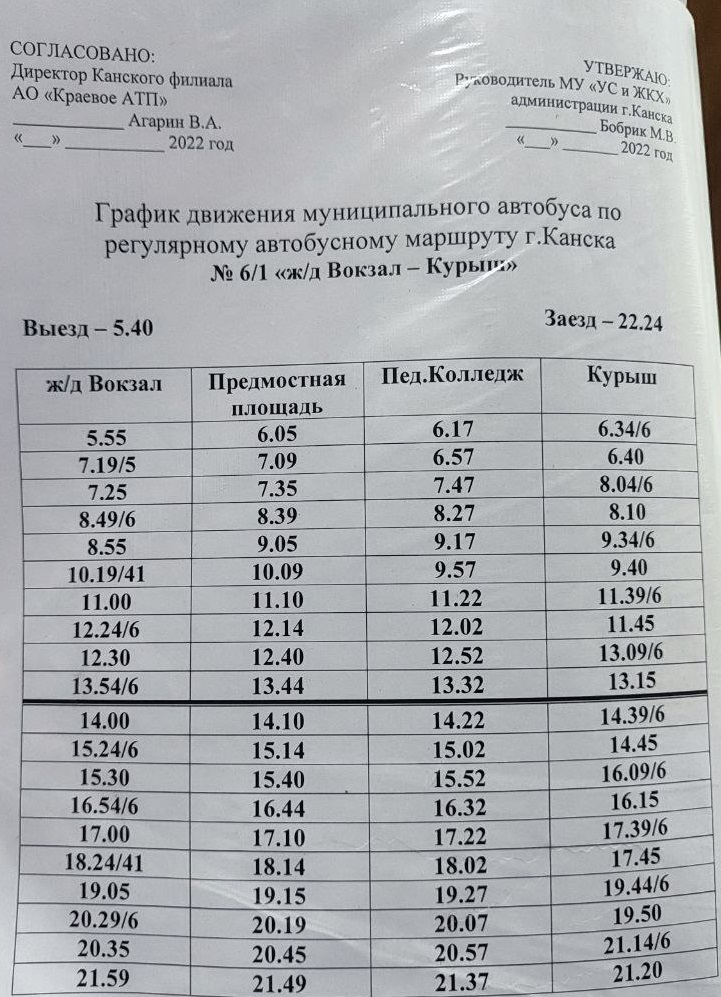 СОГЛАСОВАНО:
Директор Канского филиала
АО «Краевое АТП»
__________ Агарин В.А.
«___» __________ 2022 год
УТВЕРЖАЮ:
Руководитель МУ «УС и ЖКХ»
администрации г.Канска
__________ Бобрик М.В.
«___» ______ 2022 год
График движения муниципального автобуса по
регулярному автобусному маршруту г.Канска
№ 6/1 «ж/д Вокзал – Курыш»
Выезд – 5.40 Заезд – 22.24
ж/д Вокзал Предмостная площадь Пед.Колледж Курыш
5.55 6.05 6.17 6.34/6
7.19/5 7.09 6.57 6.40
7.25 7.35 7.47 8.04/6
8.49/6 8.39 8.27 8.10
8.55 9.05 9.17 9.34/6
10.19/41 10.09 9.57 9.40
11.00 11.10 11.22 11.39/6
12.24/6 12.14 12.02 11.45
12.30 12.40 12.52 13.09/6
13.54/6 13.44 13.32 13.15
14.00 14.10 14.22 14.39/6
15.24/6 15.14 15.02 14.45
15.30 15.40 15.52 16.09/6
16.54/6 16.44 16.32 16.15
17.00 17.10 17.22 17.39/6
18.24/41 18.14 18.02 17.45
19.05 19.15 19.27 19.44/6
20.29/6 20.19 20.07 19.50
20.35 20.45 20.57 21.14/6
21.59 21.49 21.37 21.20